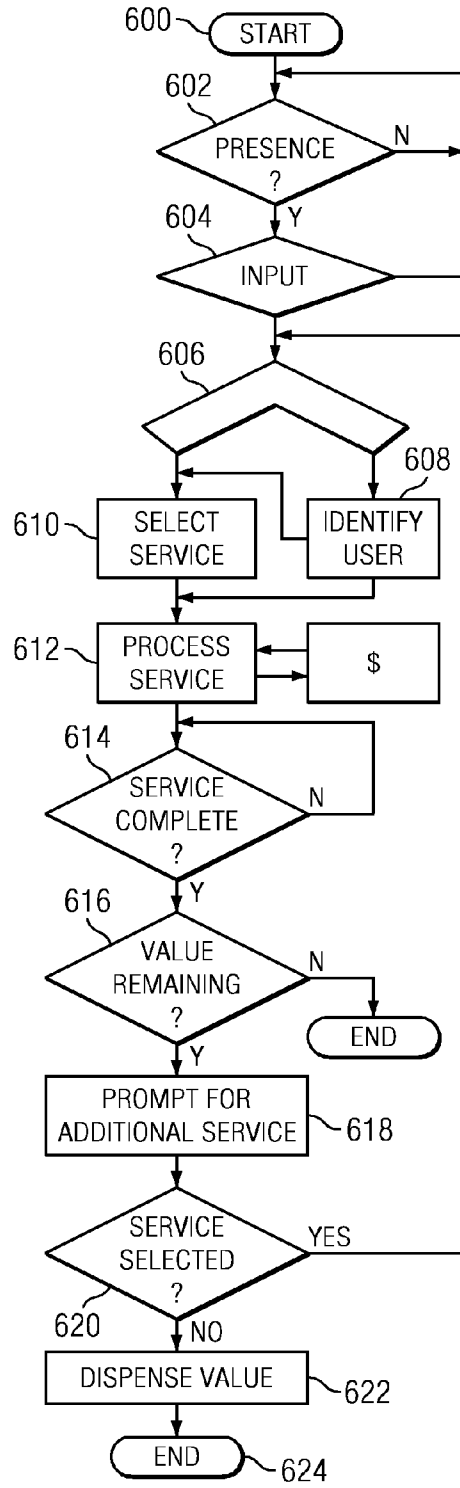 600
START
602
PRESENCE
?
N
Y
604
INPUT
606
608
610
SELECT
SERVICE
IDENTIFY
USER
612
PROCESS
SERVICE
$
614
SERVICE
COMPLETE
?
N
Y
616
VALUE
REMAINING
?
N
END
Y
PROMPT FOR
ADDITIONAL SERVICE
618
SERVICE
SELECTED
?
YES
620
NO
DISPENSE VALUE
622
END
624